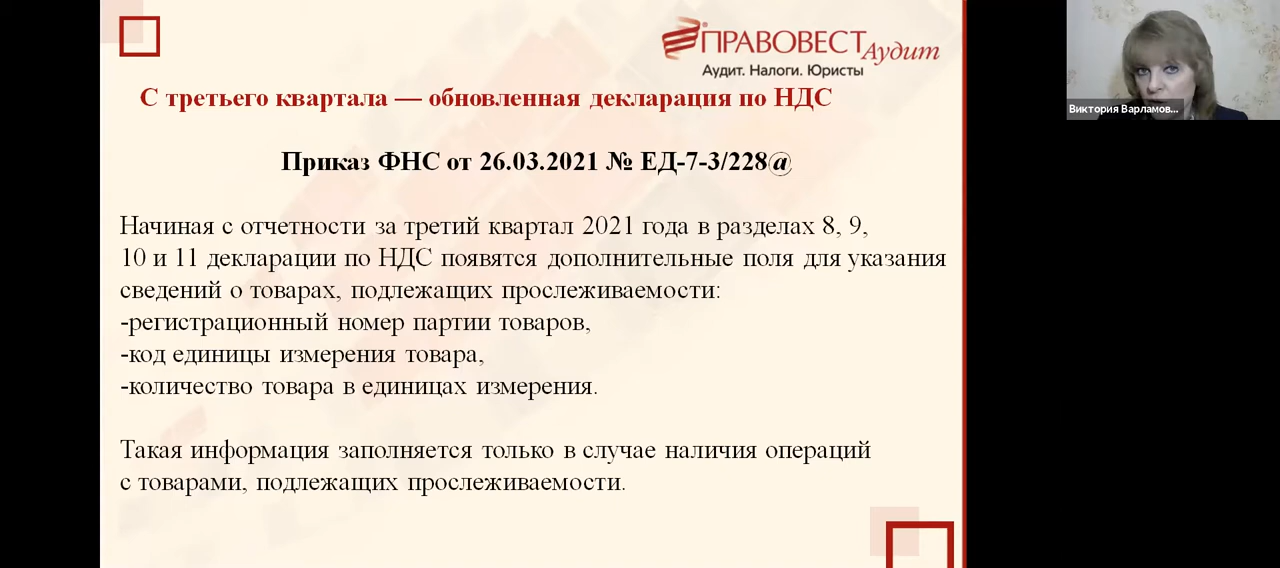 ПРАВОВЕСТ Аудит
Аудит. Налоги. Юристы
С третьего квартала — обновленная декларация по НДС
Приказ ФНС от 26.03.2021 № ЕД-7-3/228@
Начиная с отчетности за третий квартал 2021 года в разделах 8, 9,
10 и 11 декларации по НДС появятся дополнительные поля для указания
сведений о товарах, подлежащих прослеживаемости:
-регистрационный номер партии товаров,
-код единицы измерения товара,
-количество товара в единицах измерения.
Такая информация заполняется только в случае наличия операций
с товарами, подлежащих прослеживаемости.
Виктория Варламов...